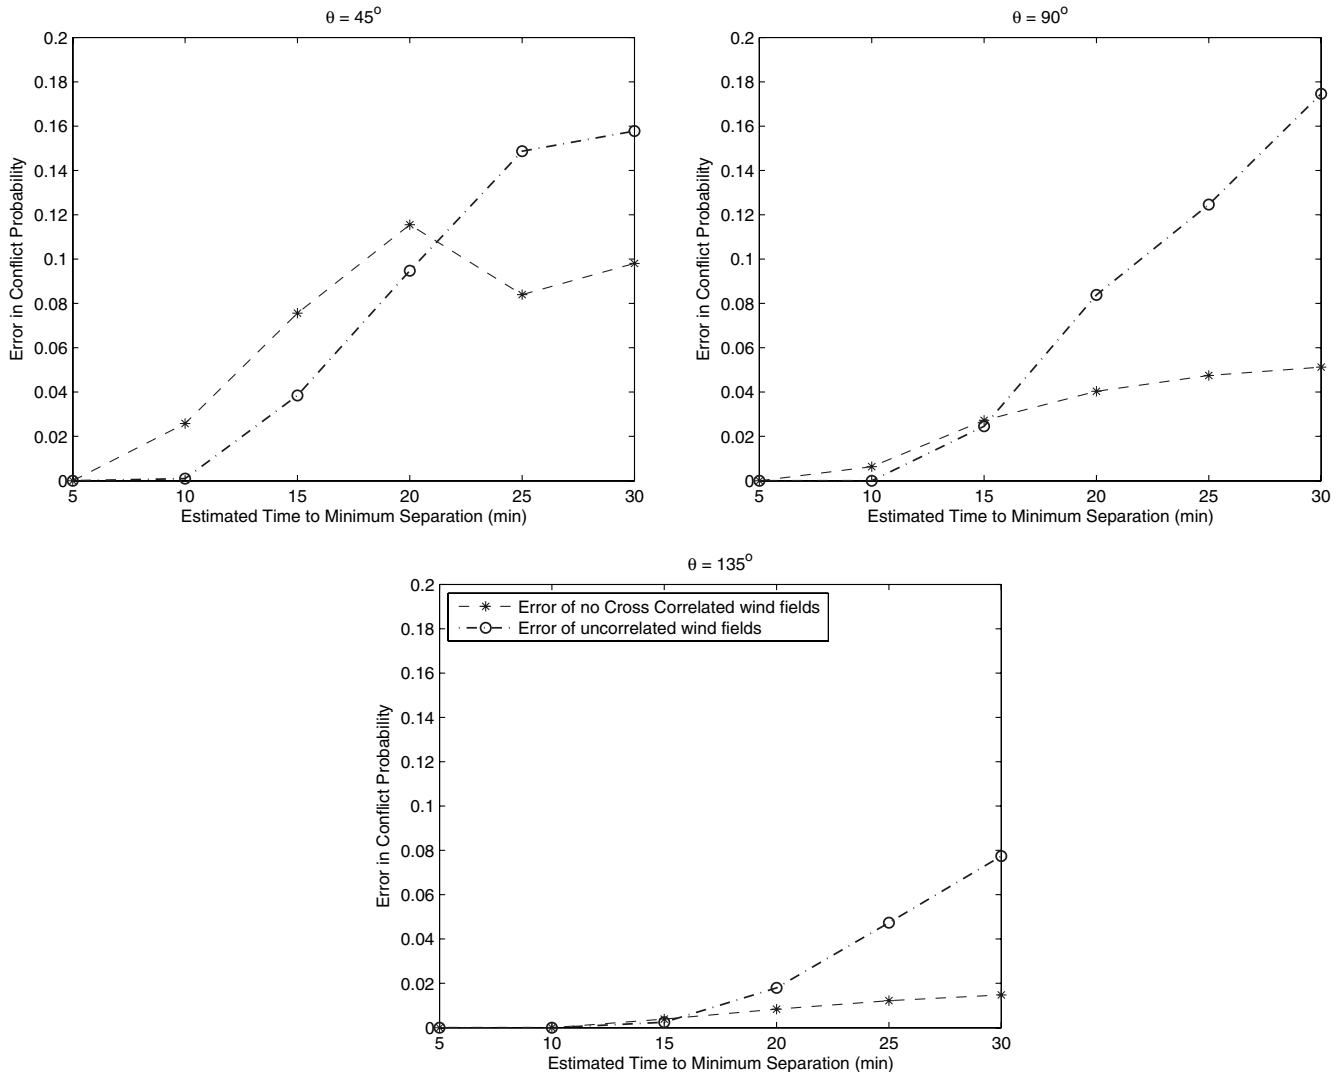 θ = 45o
0.2
0.18
0.16
0.14
0.12
0.1
0.08
0.06
0.04
0.02
0
5 10 15 20 25 30
Error in Conflict Probability
Estimated Time to Minimum Separation (min)
θ = 90o
0.2
0.18
0.16
0.14
0.12
0.1
0.08
0.06
0.04
0.02
0
5 10 15 20 25 30
Error in Conflict Probability
Estimated Time to Minimum Separation (min)
θ = 135o
Error of no Cross Correlated wind fields
Error of uncorrelated wind fields
0.2
0.18
0.16
0.14
0.12
0.1
0.08
0.06
0.04
0.02
0
5 10 15 20 25 30
Error in Conflict Probability
Estimated Time to Minimum Separation (min)